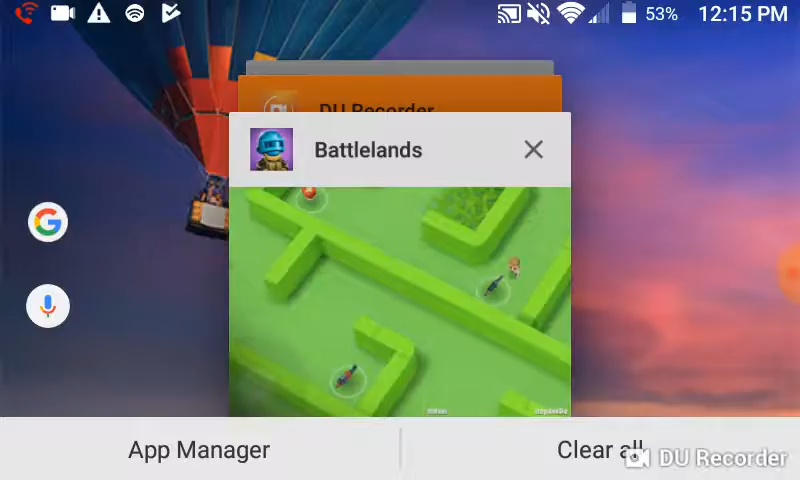 53% 12:15 PM
DU Recorder
Battlelands
App Manager
Clear all
DU Recorder